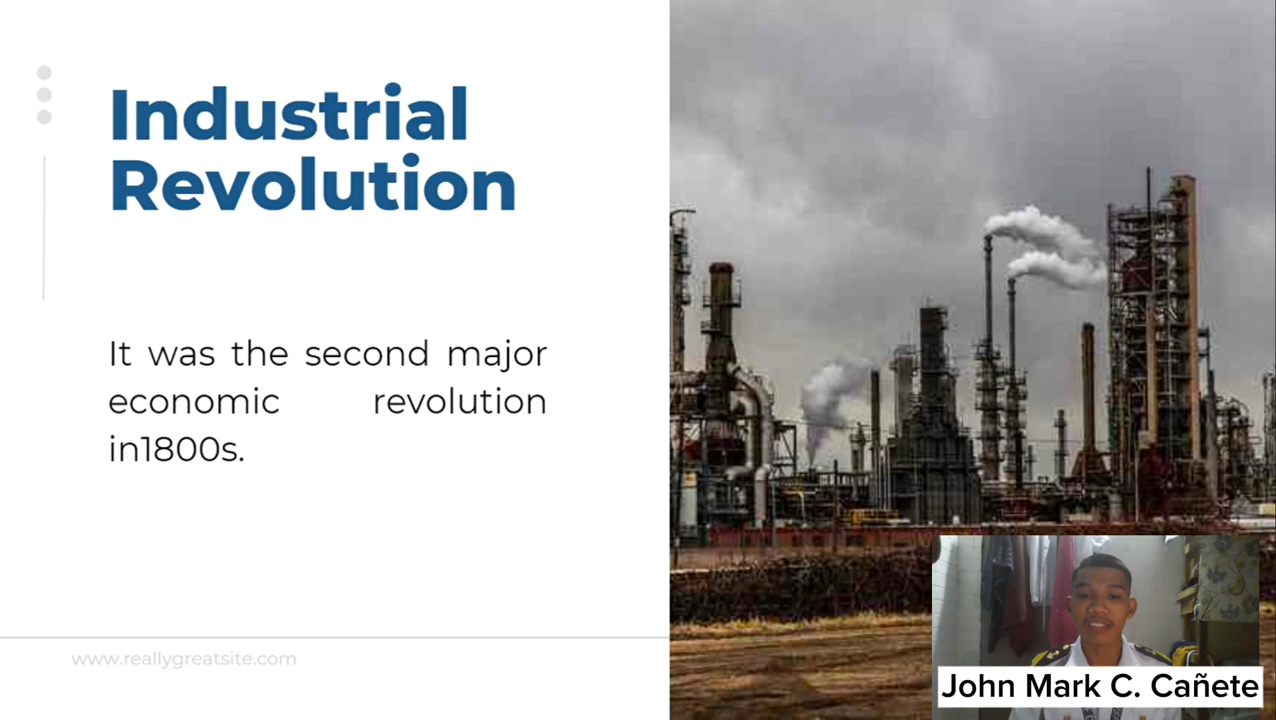 Industrial
Revolution
It was the second major
economic revolution
in1800s.
www.reallygreatsite.com
John Mark C. Cañete